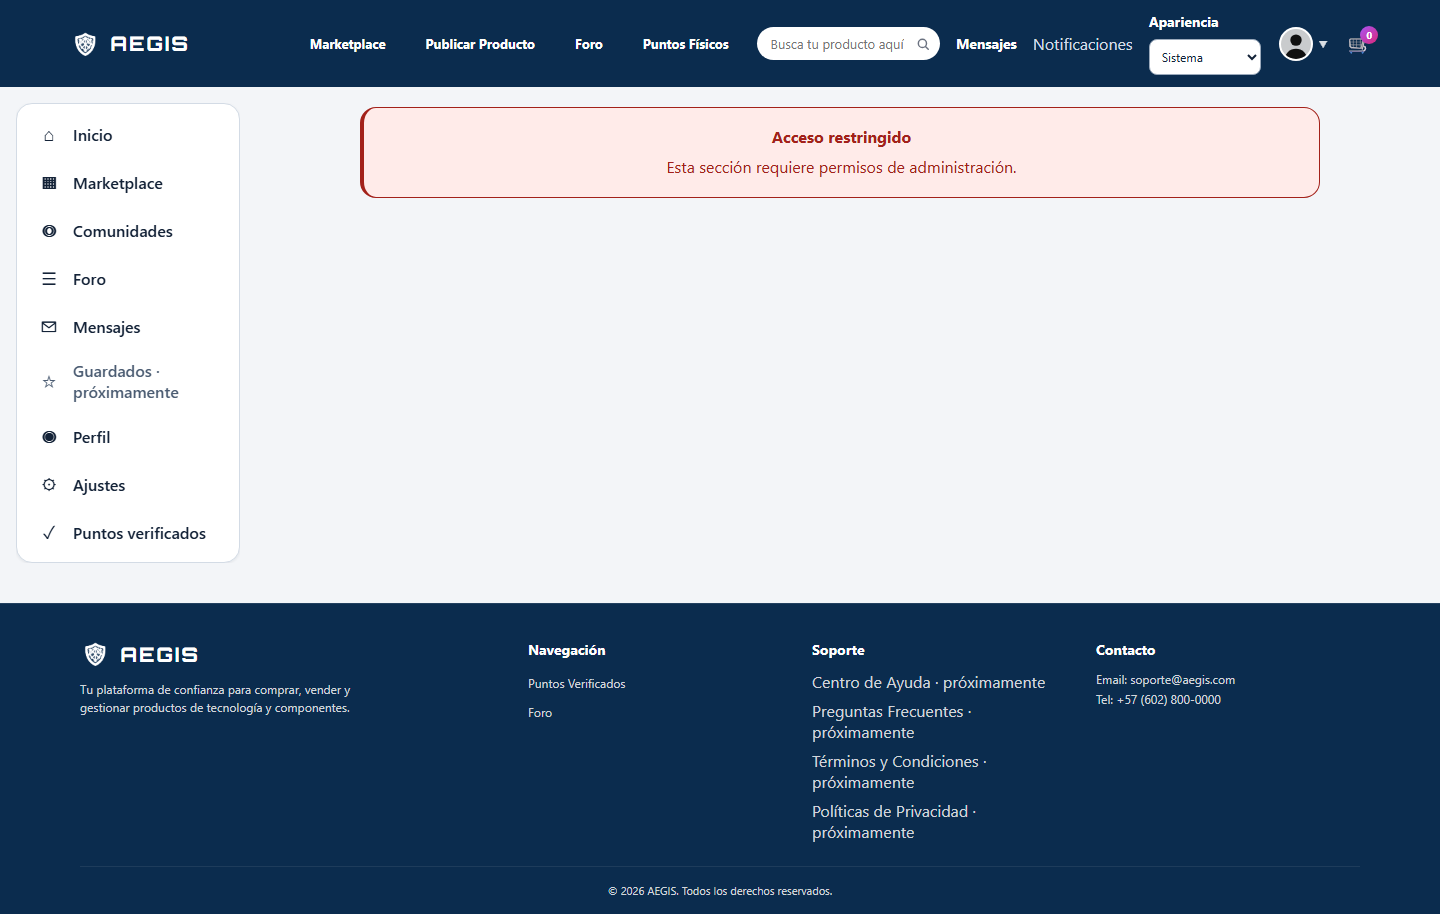 AEGIS
Marketplace
Publicar Producto
Foro
Puntos Físicos
Busca tu producto aquí
Mensajes
Notificaciones
Apariencia
Sistema
0
Inicio
Marketplace
Comunidades
Foro
Mensajes
Guardados ·
próximamente
Perfil
Ajustes
Puntos verificados
Acceso restringido
Esta sección requiere permisos de administración.
AEGIS
Tu plataforma de confianza para comprar, vender y
gestionar productos de tecnología y componentes.
Navegación
Puntos Verificados
Foro
Soporte
Centro de Ayuda · próximamente
Preguntas Frecuentes ·
próximamente
Términos y Condiciones ·
próximamente
Políticas de Privacidad ·
próximamente
Contacto
Email: soporte@aegis.com
Tel: +57 (602) 800-0000
© 2026 AEGIS. Todos los derechos reservados.